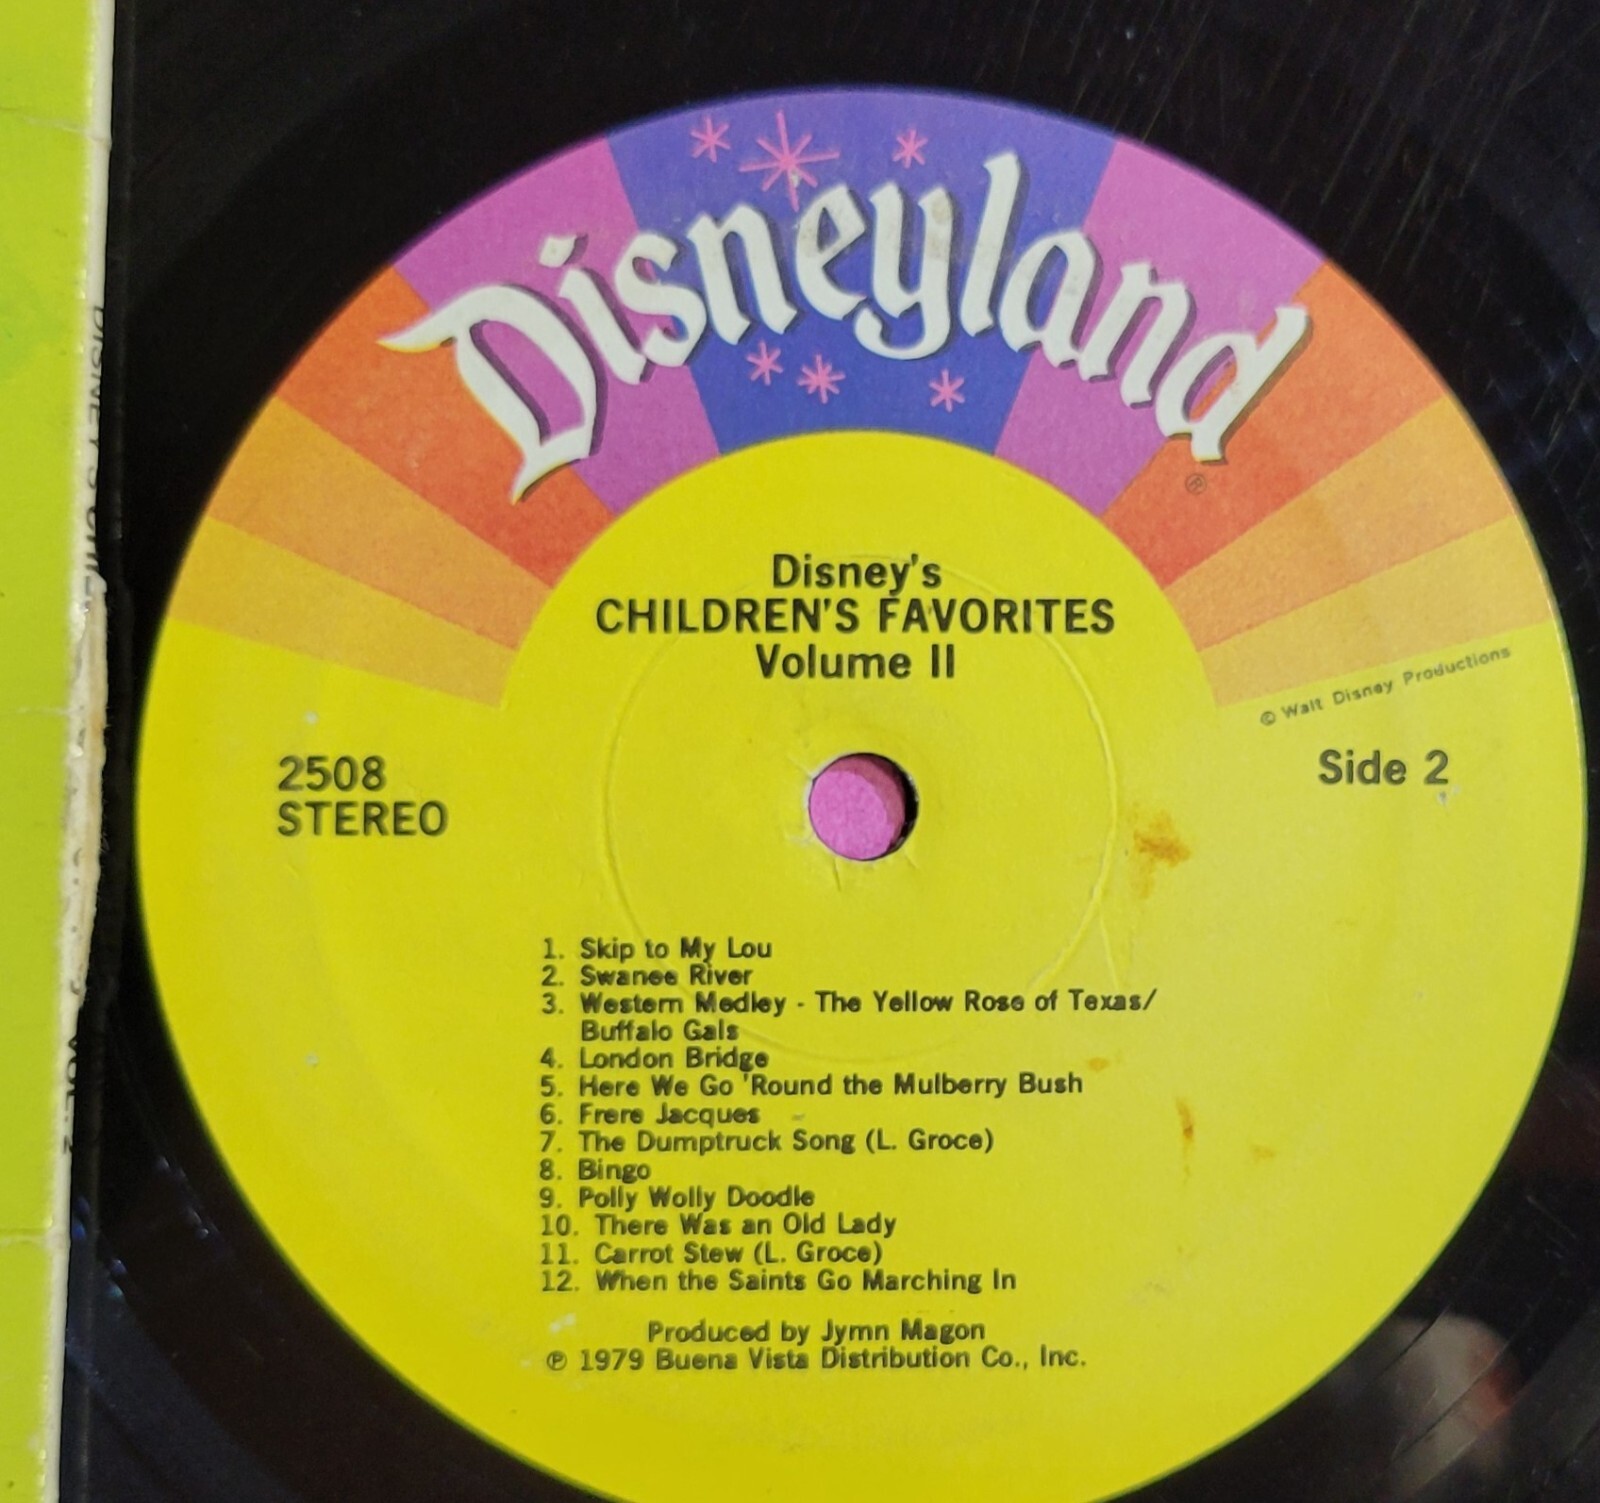 Disneyland
®
Disney's
CHILDREN'S FAVORITES
Volume II
© Walt Disney Productions
2508
STEREO
Side 2
1. Skip to My Lou
2. Swanee River
3. Western Medley - The Yellow Rose of Texas/
Buffalo Gals
4. London Bridge
5. Here We Go 'Round the Mulberry Bush
6. Frere Jacques
7. The Dumptruck Song (L. Groce)
8. Bingo
9. Polly Wolly Doodle
10. There Was an Old Lady
11. Carrot Stew (L. Groce)
12. When the Saints Go Marching In
Produced by Jymn Magon
℗ 1979 Buena Vista Distribution Co., Inc.
DISNEY'S
VOL. 2